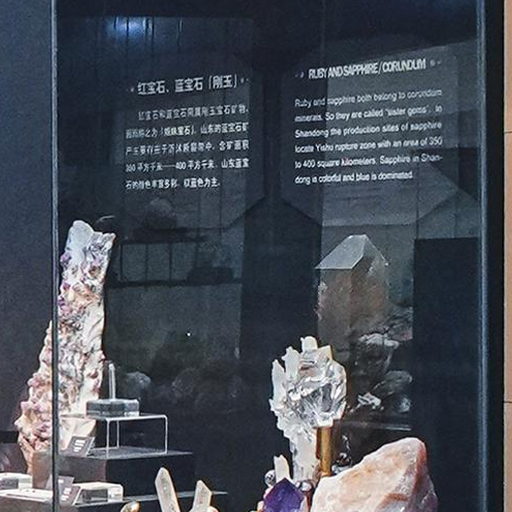 红宝石、蓝宝石「刚玉」
红宝石和蓝宝石同属刚玉宝石矿物,
因而称之为「姐妹宝石」。山东的蓝宝石矿
产主要存在于沂沭断裂带中,含矿面积
350 平方千米——400 平方千米。山东蓝宝
石的颜色丰富多彩,以蓝色为主。
RUBY AND SAPPHIRE / CORUNDUM
Ruby and sapphire both belong to corundum
minerals. So they are called "sister gems". In
Shandong the production sites of sapphire
locate Yishu rupture zone with an area of 350
to 400 square kilometers. Sapphire in Shan-
dong is colorful and blue is dominated.